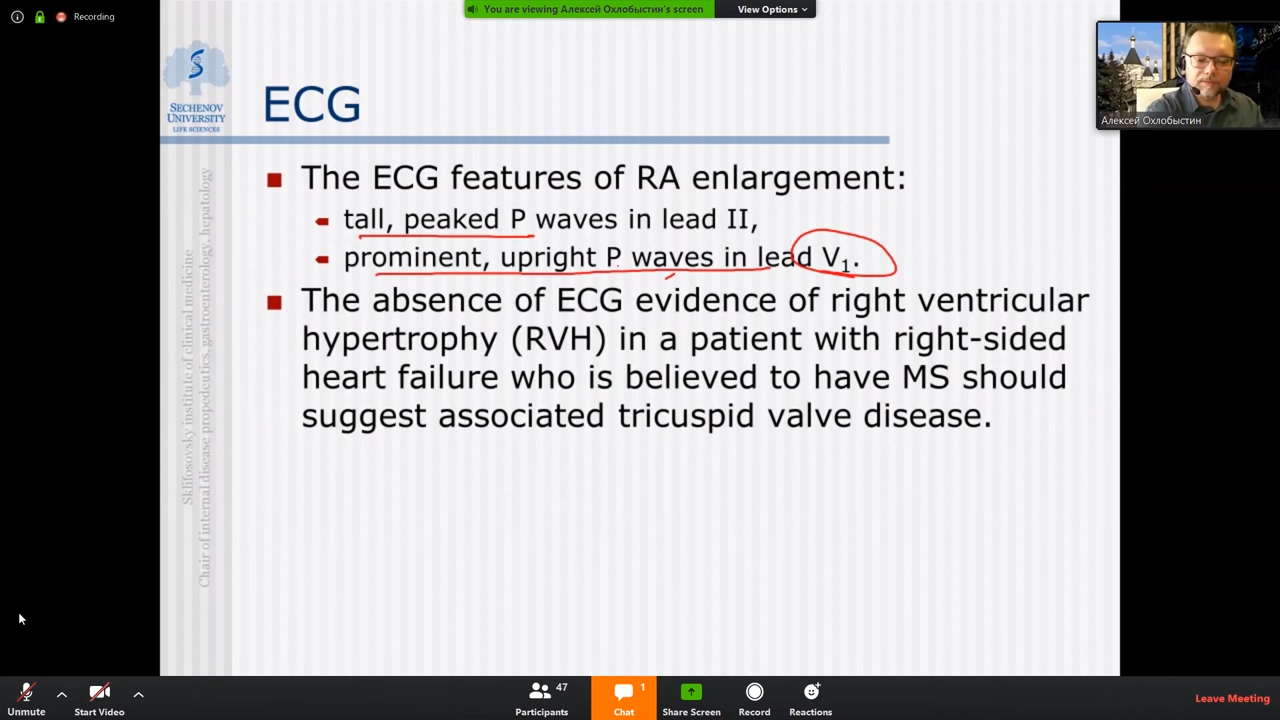 Recording
You are viewing Алексей Охлобыстин's screen
View Options
SECHENOV
UNIVERSITY
LIFE SCIENCES
ECG
Алексей Охлобыстин
The ECG features of RA enlargement:
tall, peaked P waves in lead II,
prominent, upright P waves in lead V₁.
The absence of ECG evidence of right ventricular
hypertrophy (RVH) in a patient with right-sided
heart failure who is believed to have MS should
suggest associated tricuspid valve disease.
Sklifosovsky institute of clinical medicine
Chair of internal disease propedeutics, gastroenterology, hepatology
Unmute
Start Video
47
Participants
1
Chat
Share Screen
Record
Reactions
Leave Meeting